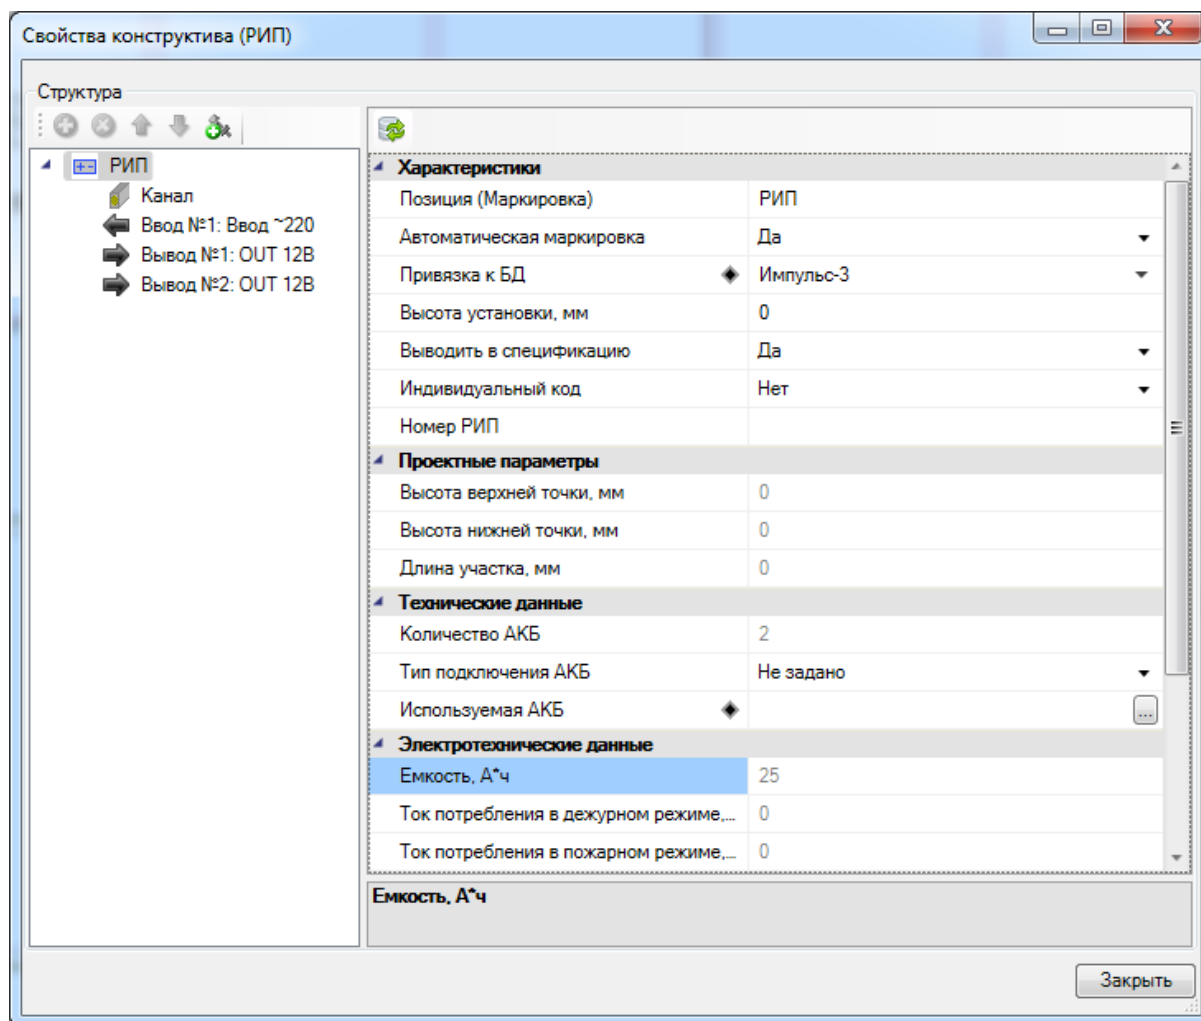 Свойства конструктива (РИП)
Структура
РИП
Канал
Ввод №1: Ввод ~220
Вывод №1: OUT 12В
Вывод №2: OUT 12В
Характеристики
Позиция (Маркировка) РИП
Автоматическая маркировка Да
Привязка к БД Импульс-3
Высота установки, мм 0
Выводить в спецификацию Да
Индивидуальный код Нет
Номер РИП
Проектные параметры
Высота верхней точки, мм 0
Высота нижней точки, мм 0
Длина участка, мм 0
Технические данные
Количество АКБ 2
Тип подключения АКБ Не задано
Используемая АКБ ...
Электротехнические данные
Емкость, А*ч 25
Ток потребления в дежурном режиме,... 0
Ток потребления в пожарном режиме,... 0
Емкость, А*ч
Закрыть